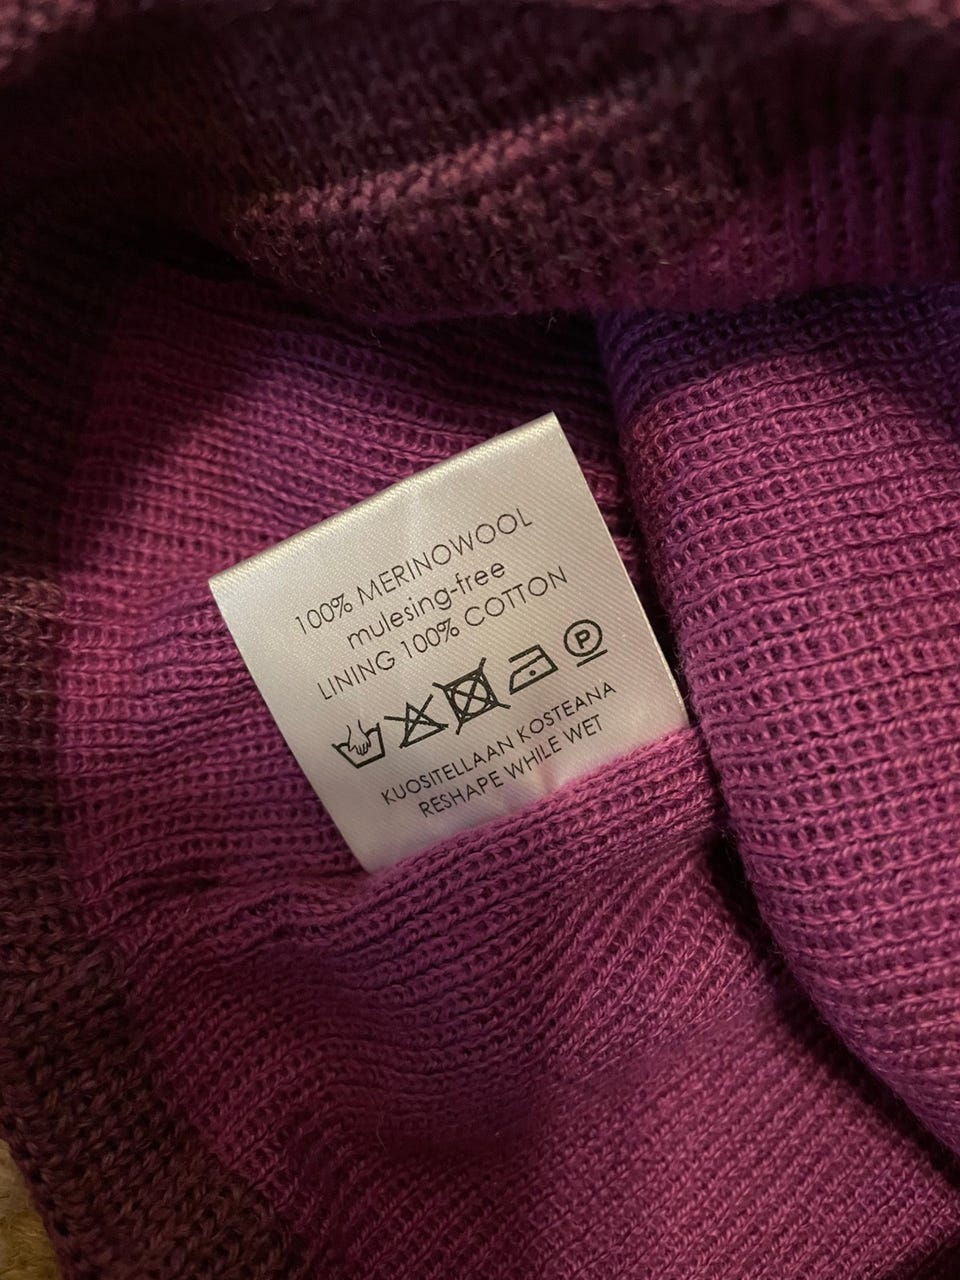 100% MERINOWOOL
mulesing-free
LINING 100% COTTON
P
KUOSITELLAAN KOSTEANA
RESHAPE WHILE WET